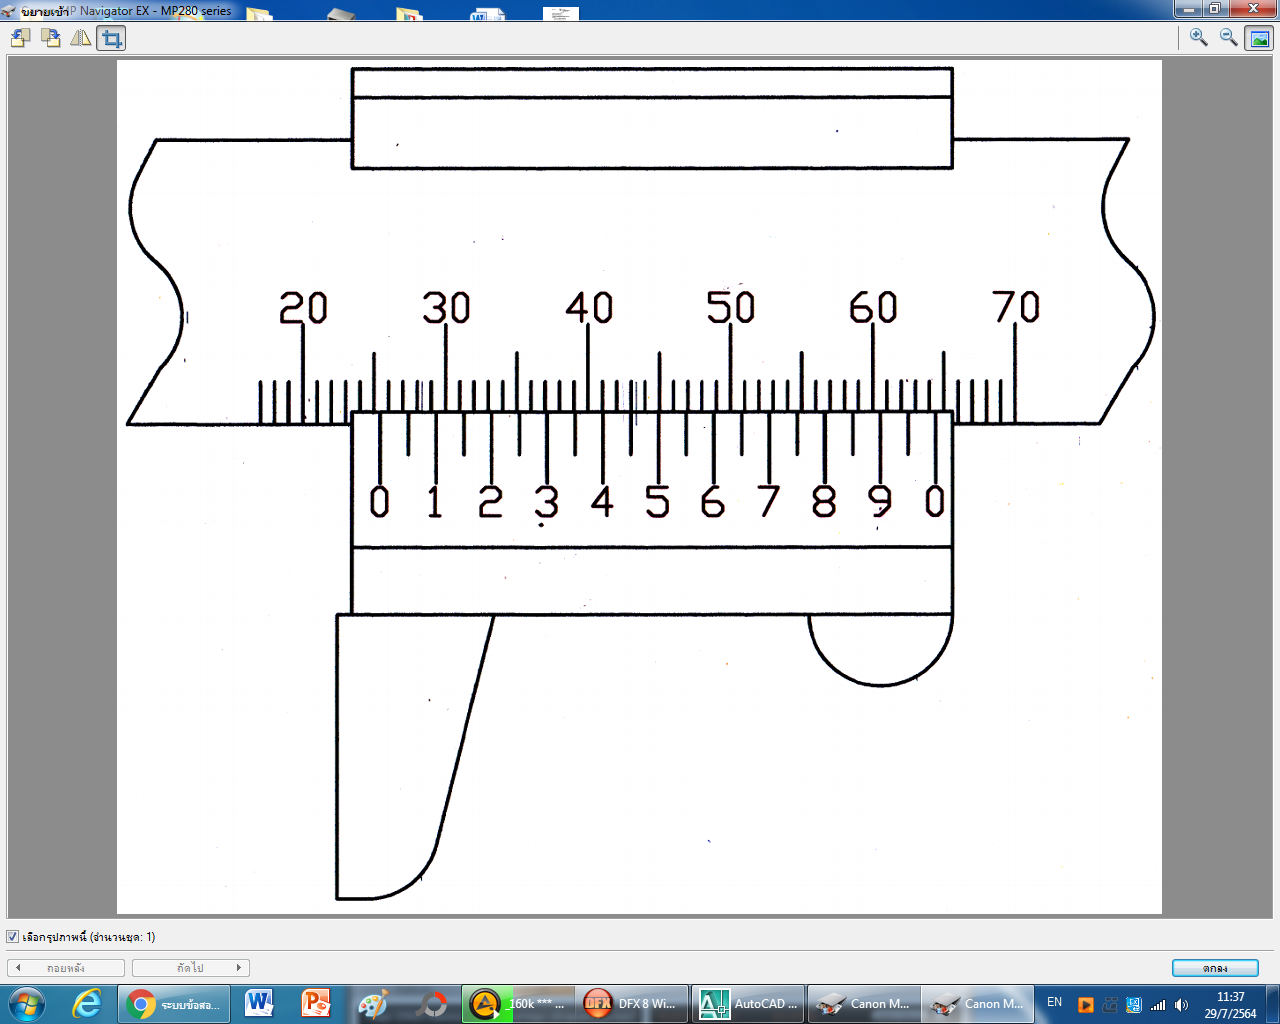 ขยายเข้า IP Navigator EX - MP280 series
20 30 40 50 60 70
0 1 2 3 4 5 6 7 8 9 0
เลือกรูปภาพนี้ (จำนวนชุด: 1)
ถอยหลัง ถัดไป ตกลง
ระบบข้อสอ... _160k *** ... DFX 8 Wi... AutoCAD ... Canon M... Canon M... EN 11:37
29/7/2564